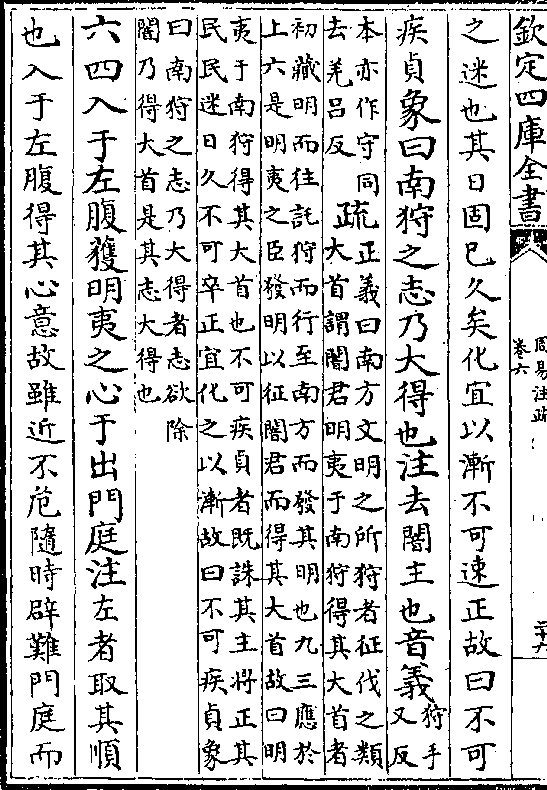 欽定四庫全書
周易注疏
卷六
二十六
之迷也其日固已久矣化宜以漸不可速正故曰不可
疾貞象曰南狩之志乃大得也注去闇主也音義狩手
又反
本亦作守同
去羌呂反
疏正義曰南方文明之所狩者征伐之類
大首謂闇君明夷于南狩得其大首者
初藏明而往託狩而行至南方而發其明也九三應於
上六是明夷之臣發明以征闇君而得其大首故曰明
夷于南狩得其大首也不可疾貞者既誅其主將正其
民民迷日久不可卒正宜化之以漸故曰不可疾貞象
曰南狩之志乃大得者志欲除
闇乃得大首是其志大得也
六四入于左腹獲明夷之心于出門庭注左者取其順
也入于左腹得其心意故雖近不危隨時辟難門庭而